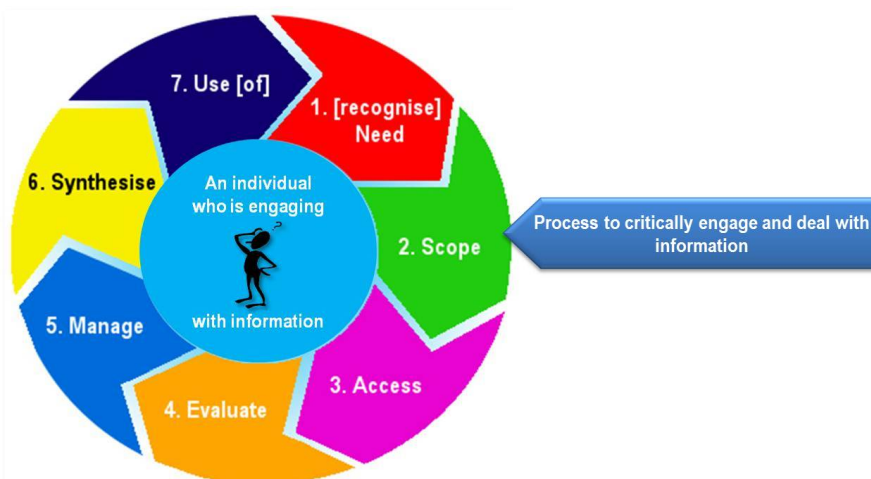 7. Use [of]
1. [recognise]
Need
2. Scope
3. Access
4. Evaluate
5. Manage
6. Synthesise
An individual
who is engaging
with information
Process to critically engage and deal with
information